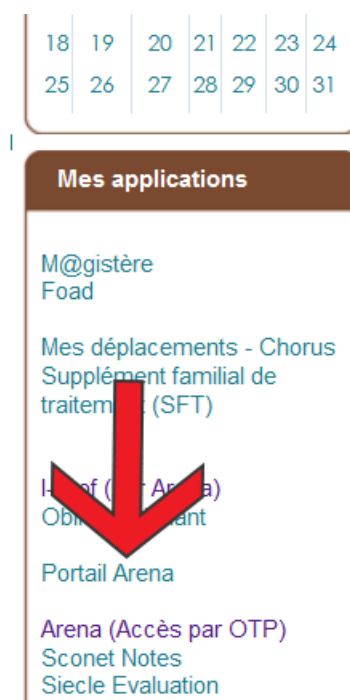 18 19 20 21 22 23 24
25 26 27 28 29 30 31
Mes applications
M@gistère
Foad
Mes déplacements - Chorus
Supplément familial de
(SFT)
Portail Arena
Arena (Accès par OTP)
Sconet Notes
Siecle Evaluation